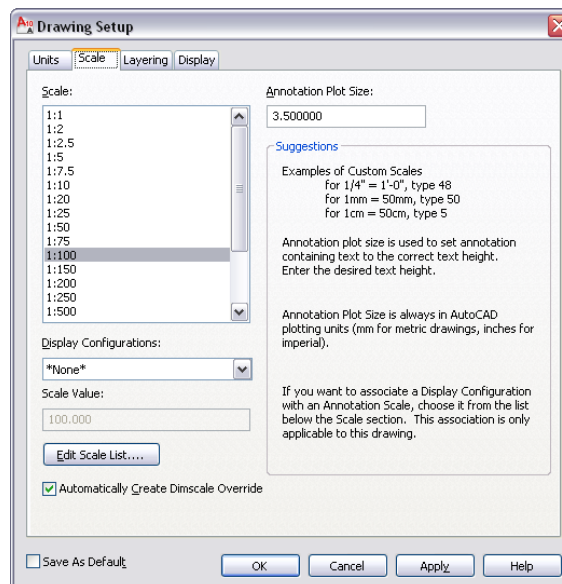 Drawing Setup
Units Scale Layering Display
Scale:
1:1
1:2
1:2.5
1:5
1:7.5
1:10
1:20
1:25
1:50
1:75
1:100
1:150
1:200
1:250
1:500
Display Configurations:
*None*
Scale Value:
100.000
Edit Scale List....
Automatically Create Dimscale Override
Annotation Plot Size:
3.500000
Suggestions
Examples of Custom Scales
for 1/4" = 1'-0", type 48
for 1mm = 50mm, type 50
for 1cm = 50cm, type 5
Annotation plot size is used to set annotation
containing text to the correct text height.
Enter the desired text height.
Annotation Plot Size is always in AutoCAD
plotting units (mm for metric drawings, inches for
imperial).
If you want to associate a Display Configuration
with an Annotation Scale, choose it from the list
below the Scale section. This association is only
applicable to this drawing.
Save As Default
OK Cancel Apply Help